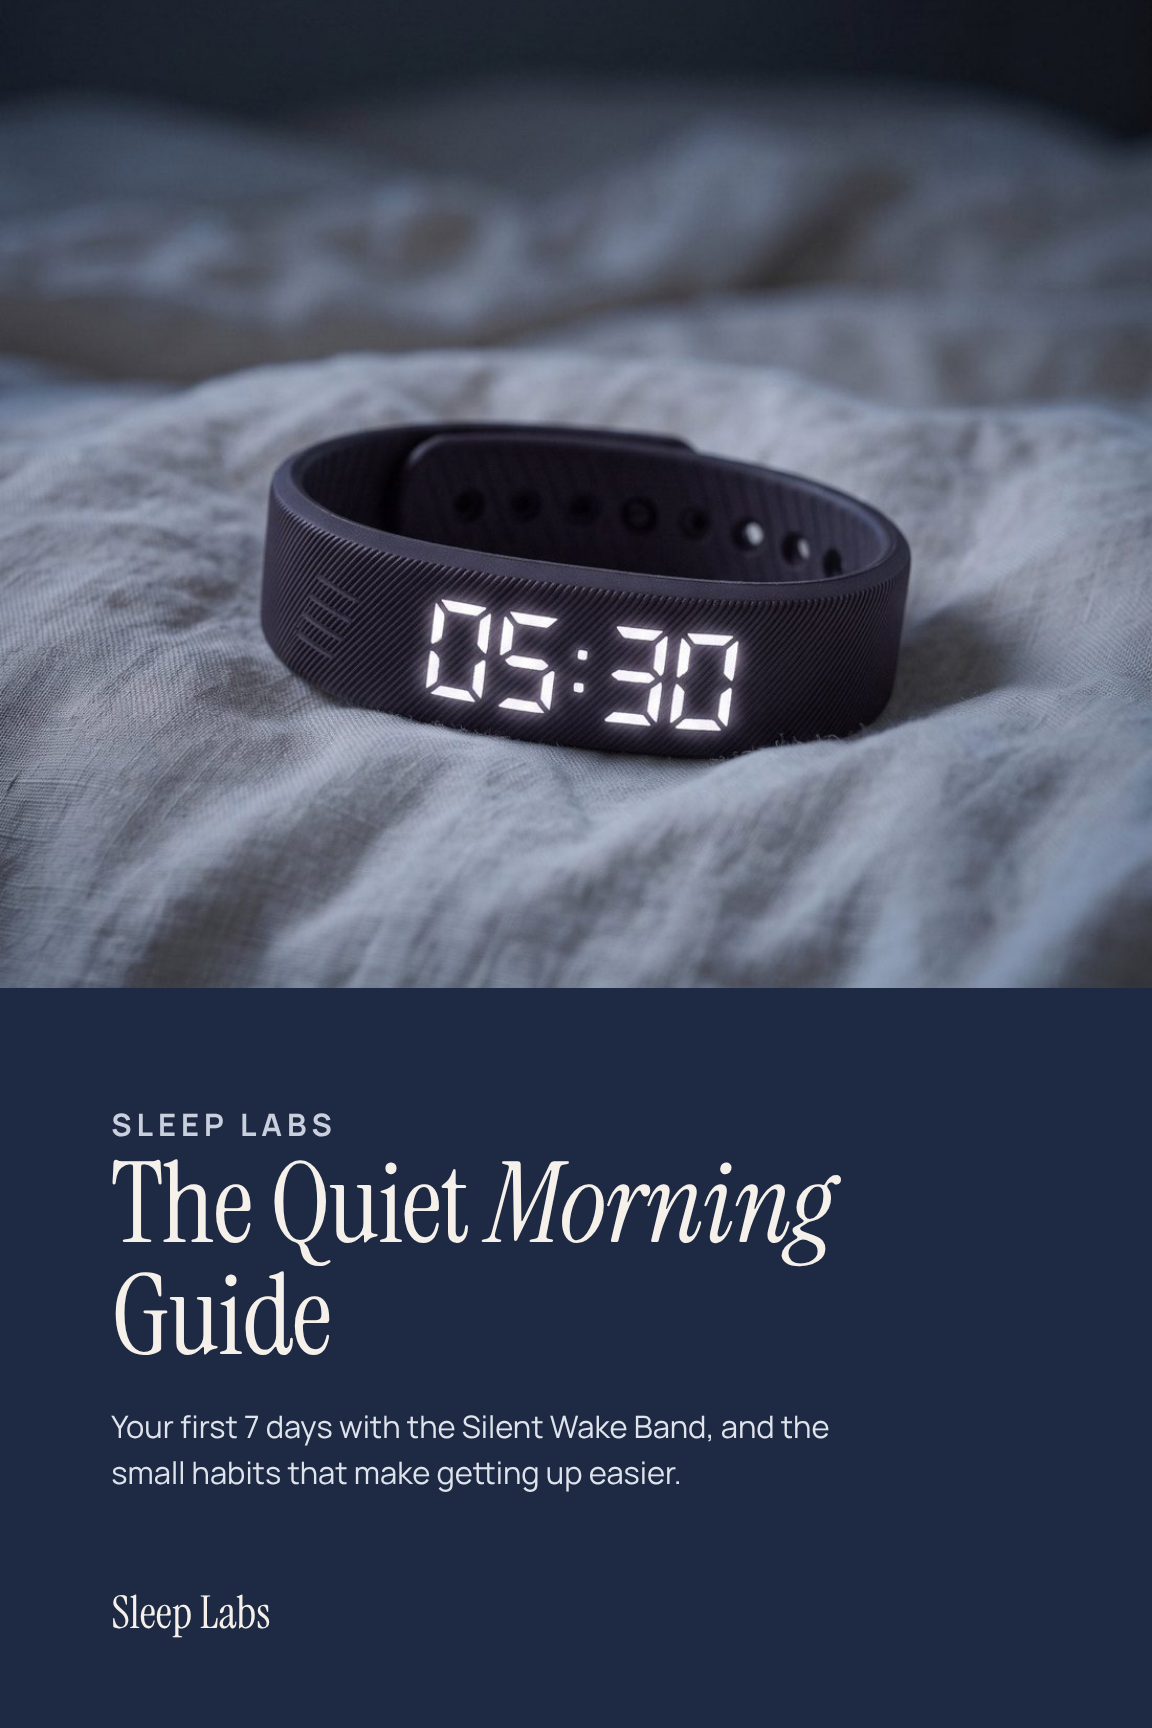 05:30
SLEEP LABS
The Quiet Morning
Guide
Your first 7 days with the Silent Wake Band, and the
small habits that make getting up easier.
Sleep Labs